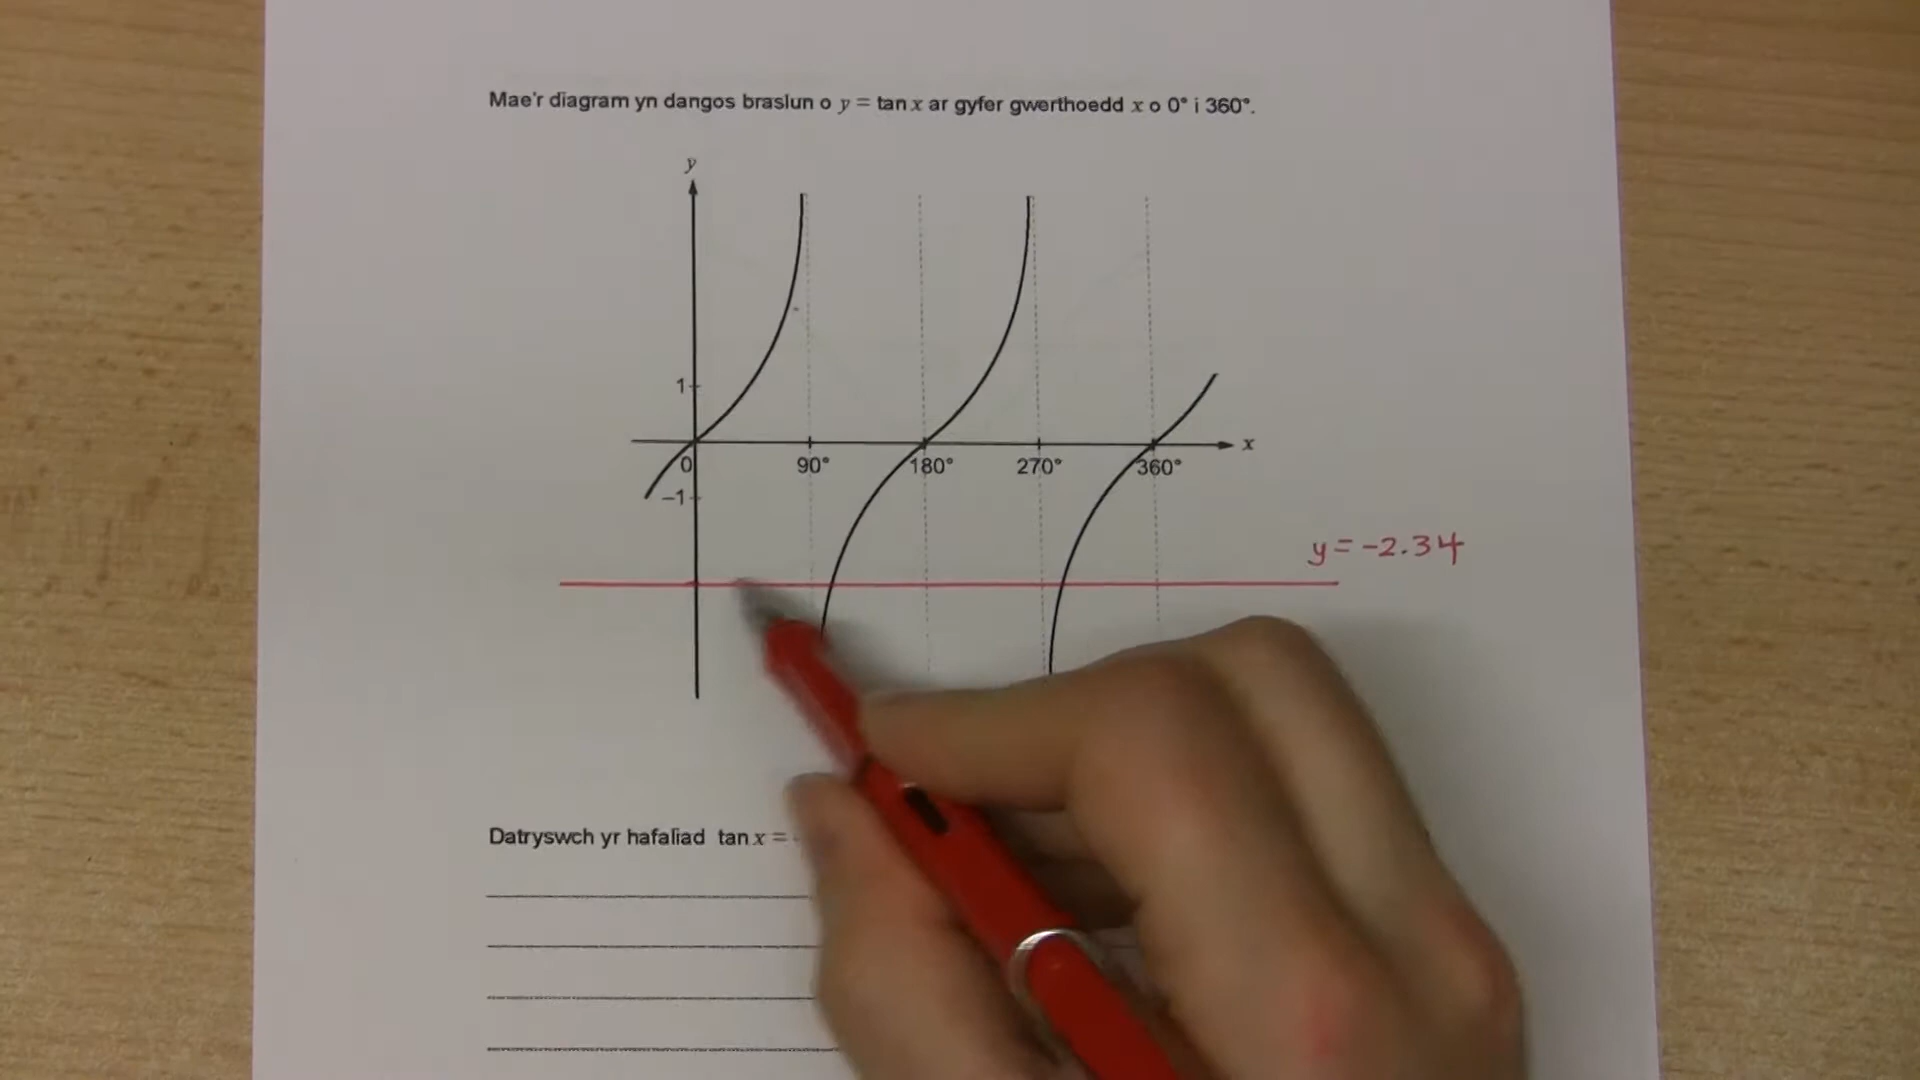 Mae'r diagram yn dangos braslun o y = tan x ar gyfer gwerthoedd x o 0° i 360°.
y
1
x
0 90° 180° 270° 360°
–1
y = -2.34
Datryswch yr hafaliad tan x =